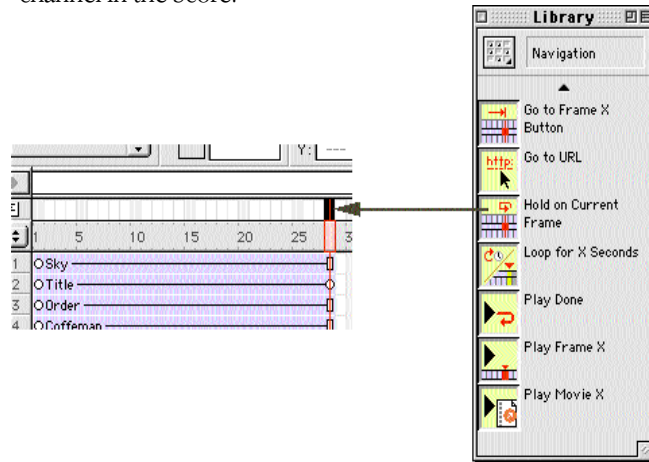 channel in the Score.
Library
Navigation
Go to Frame X
Button
http:
Go to URL
Hold on Current
Frame
Loop for X Seconds
Play Done
Play Frame X
Play Movie X
Y: ---
1 5 10 15 20 25 3
1 Sky
2 Title
3 Order
4 Coffeman